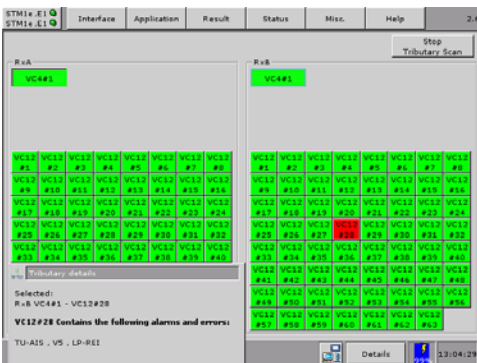 STM1e.E1 Interface Application Result Status Misc. Help 2.
STM1e.E1
Stop
Tributary Scan
RxA RxB
VC4#1 VC4#1
VC12 VC12 VC12 VC12 VC12 VC12 VC12 VC12 VC12 VC12 VC12 VC12 VC12 VC12 VC12 VC12
#1 #2 #3 #4 #5 #6 #7 #8 #1 #2 #3 #4 #5 #6 #7 #8
VC12 VC12 VC12 VC12 VC12 VC12 VC12 VC12 VC12 VC12 VC12 VC12 VC12 VC12 VC12 VC12
#9 #10 #11 #12 #13 #14 #15 #16 #9 #10 #11 #12 #13 #14 #15 #16
VC12 VC12 VC12 VC12 VC12 VC12 VC12 VC12 VC12 VC12 VC12 VC12 VC12 VC12 VC12 VC12
#17 #18 #19 #20 #21 #22 #23 #24 #17 #18 #19 #20 #21 #22 #23 #24
VC12 VC12 VC12 VC12 VC12 VC12 VC12 VC12 VC12 VC12 VC12 VC12 VC12 VC12 VC12 VC12
#25 #26 #27 #28 #29 #30 #31 #32 #25 #26 #27 #28 #29 #30 #31 #32
VC12 VC12 VC12 VC12 VC12 VC12 VC12 VC12 VC12 VC12 VC12 VC12 VC12 VC12 VC12 VC12
#33 #34 #35 #36 #37 #38 #39 #40 #33 #34 #35 #36 #37 #38 #39 #40
Tributary details VC12 VC12 VC12 VC12 VC12 VC12 VC12 VC12
#41 #42 #43 #44 #45 #46 #47 #48
Selected: VC12 VC12 VC12 VC12 VC12 VC12 VC12 VC12
RxB VC4#1 - VC12#28 #49 #50 #51 #52 #53 #54 #55 #56
VC12#28 Contains the following alarms and errors: VC12 VC12 VC12 VC12 VC12 VC12 VC12
#57 #58 #59 #60 #61 #62 #63
TU-AIS , V5 , LP-REI
Details 13:04:29